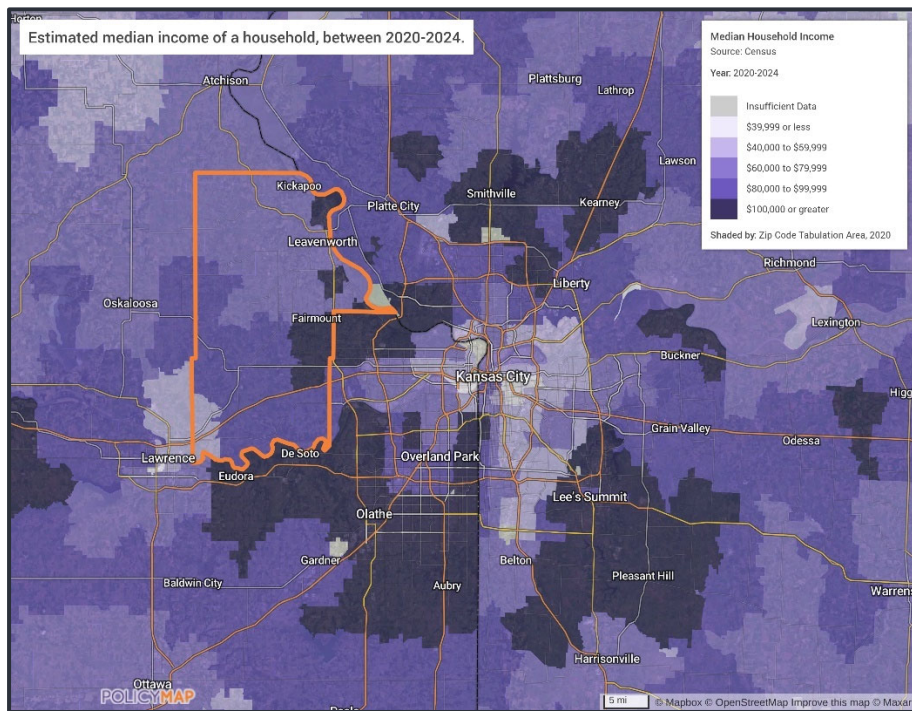 Estimated median income of a household, between 2020-2024.
Median Household Income
Source: Census
Year: 2020-2024
Insufficient Data
$39,999 or less
$40,000 to $59,999
$60,000 to $79,999
$80,000 to $99,999
$100,000 or greater
Shaded by: Zip Code Tabulation Area, 2020
Atchison
Plattsburg
Lathrop
Lawson
Kickapoo
Smithville
Kearney
Platte City
Leavenworth
Richmond
Liberty
Oskaloosa
Fairmount
Lexington
Buckner
Kansas City
Higg
Grain Valley
Odessa
Lawrence
De Soto
Overland Park
Eudora
Lee's Summit
Olathe
Gardner
Belton
Baldwin City
Aubry
Pleasant Hill
Warrens
Harrisonville
Ottawa
POLICYMAP
5 mi
© Mapbox © OpenStreetMap Improve this map © Maxar